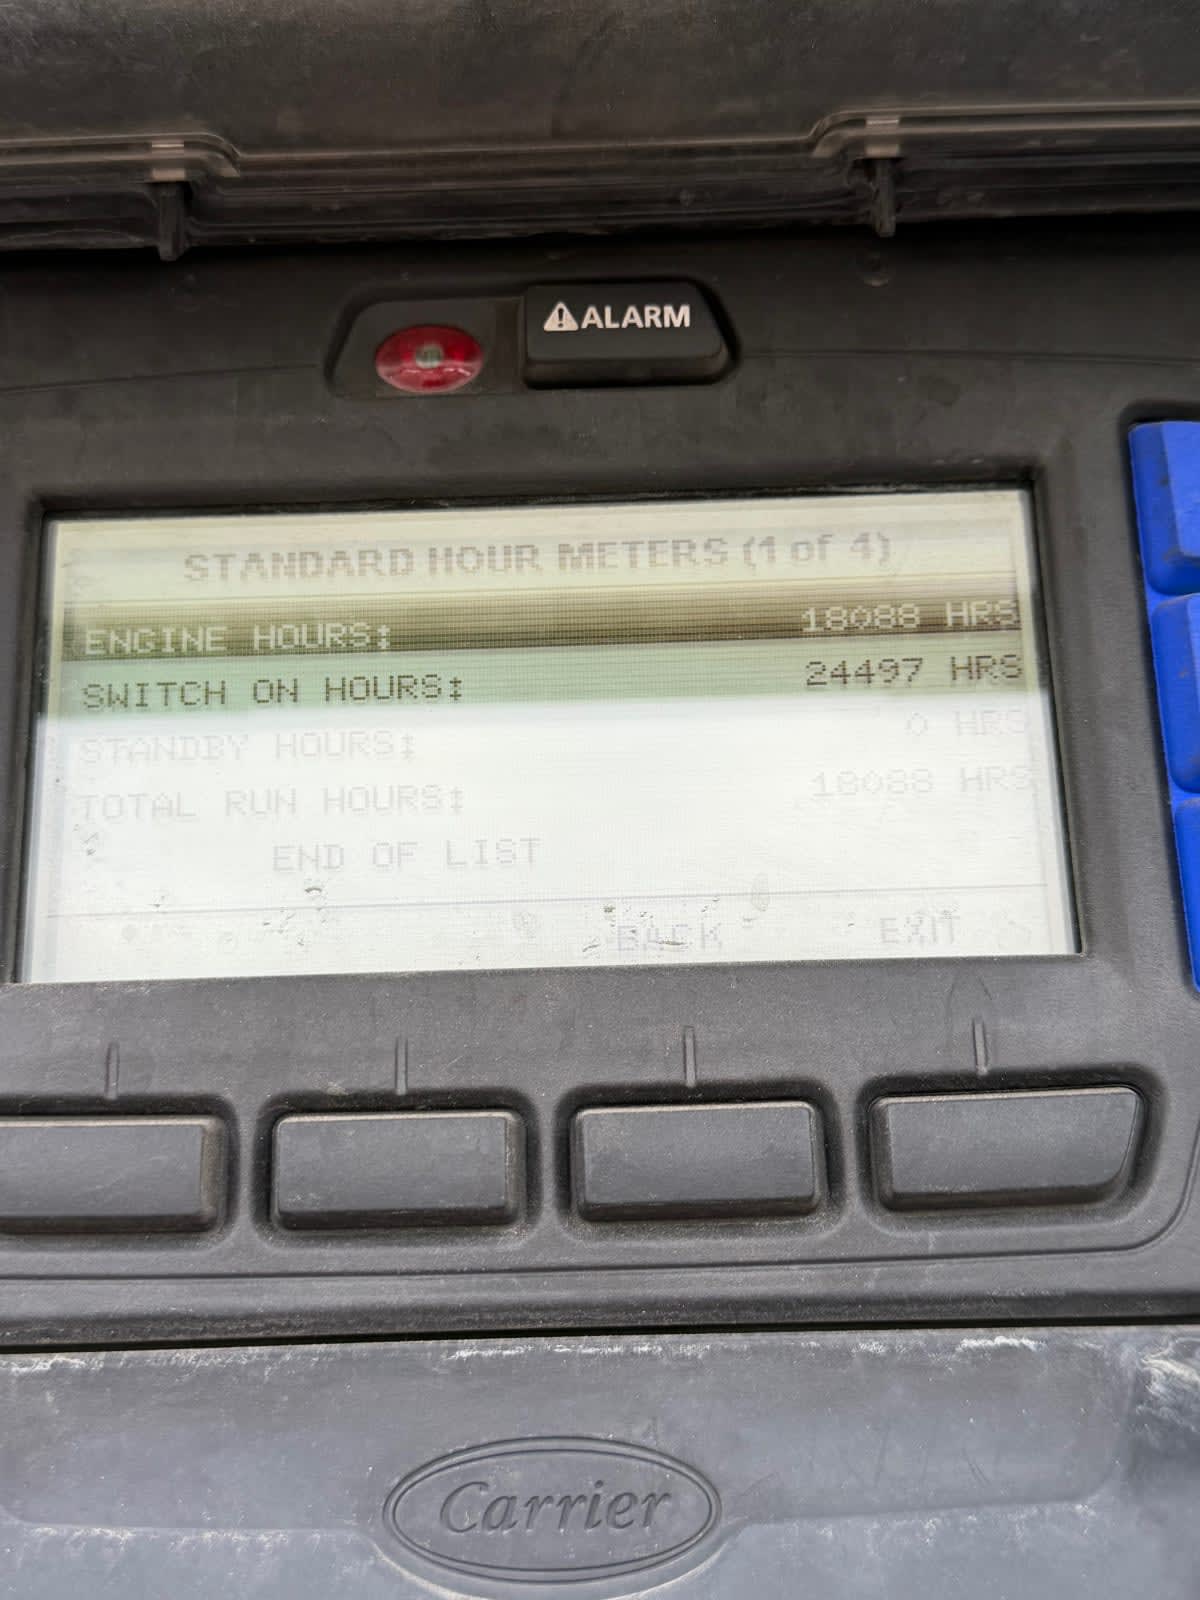 ALARM
STANDARD HOUR METERS (1 of 4)
ENGINE HOURS: 18088 HRS
SWITCH ON HOURS: 24497 HRS
STANDBY HOURS: 0 HRS
TOTAL RUN HOURS: 18088 HRS
END OF LIST
BACK EXIT
Carrier